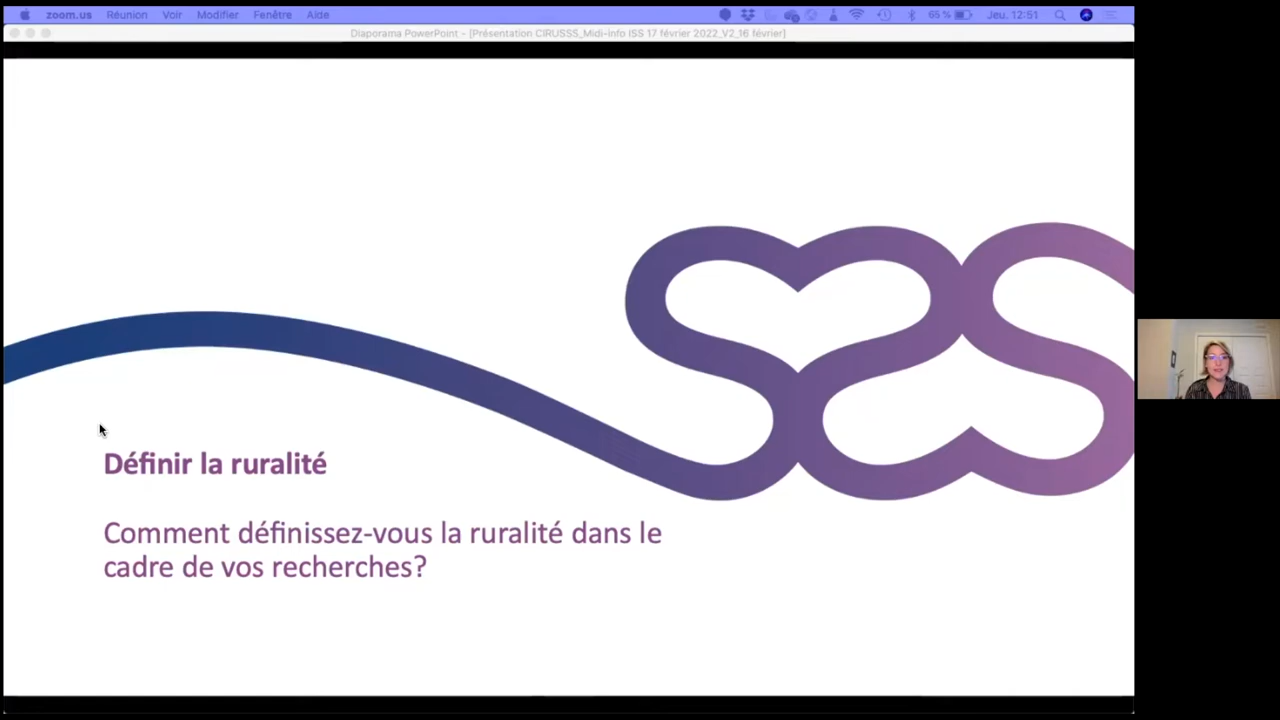 zoom.us Réunion Voir Modifier Fenêtre Aide 65 % Jeu. 12:51
Diaporama PowerPoint - [Présentation CIRUSSS_Midi-info ISS 17 février 2022_V2_16 février]
Définir la ruralité
Comment définissez-vous la ruralité dans le
cadre de vos recherches?